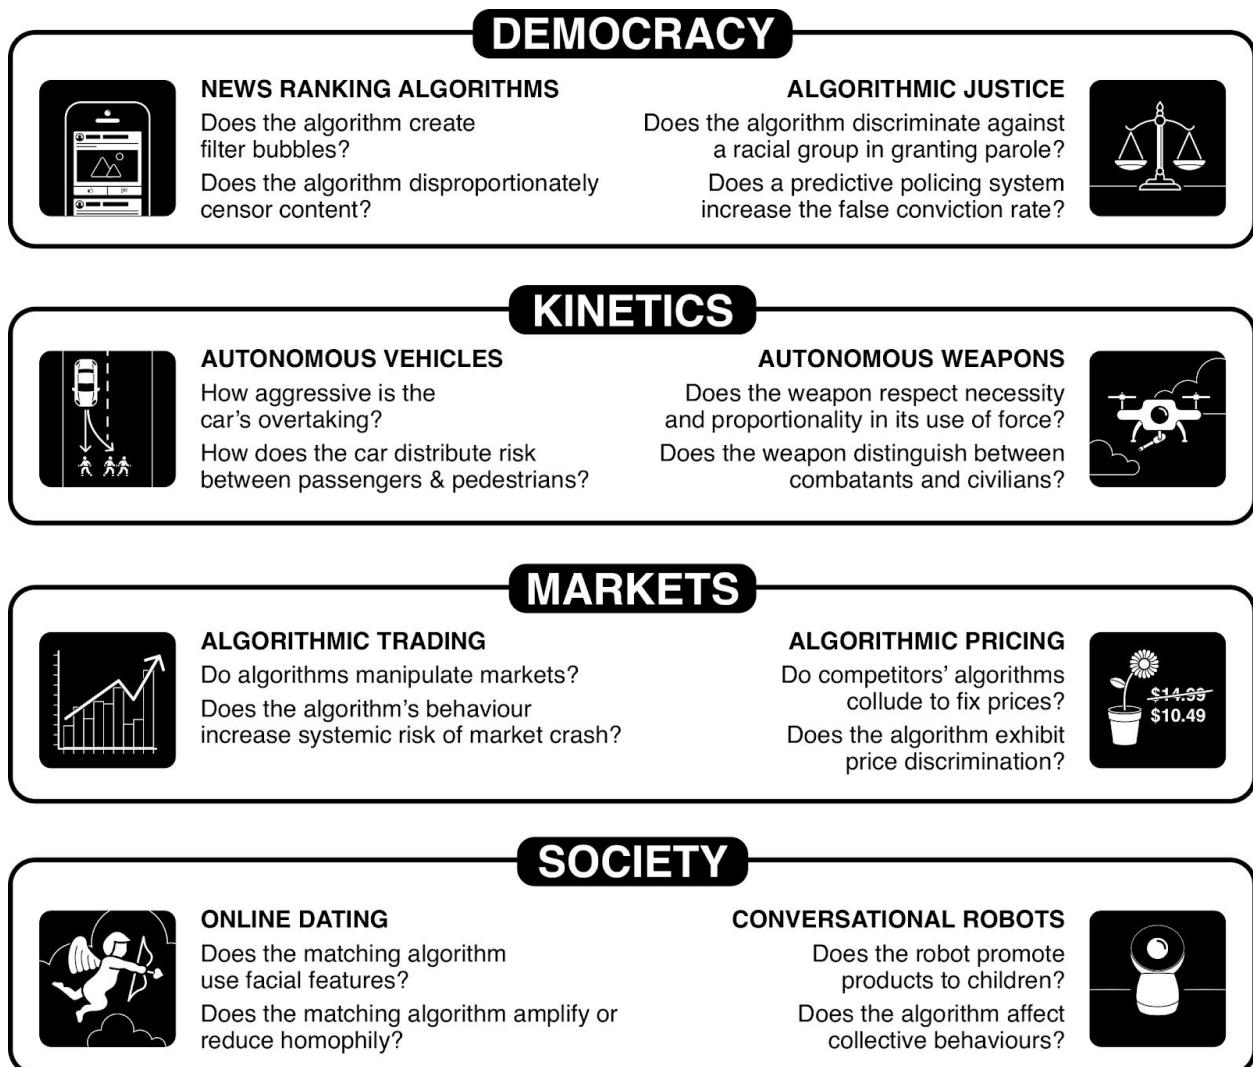 DEMOCRACY
NEWS RANKING ALGORITHMS
Does the algorithm create
filter bubbles?
Does the algorithm disproportionately
censor content?
ALGORITHMIC JUSTICE
Does the algorithm discriminate against
a racial group in granting parole?
Does a predictive policing system
increase the false conviction rate?
KINETICS
AUTONOMOUS VEHICLES
How aggressive is the
car’s overtaking?
How does the car distribute risk
between passengers & pedestrians?
AUTONOMOUS WEAPONS
Does the weapon respect necessity
and proportionality in its use of force?
Does the weapon distinguish between
combatants and civilians?
MARKETS
ALGORITHMIC TRADING
Do algorithms manipulate markets?
Does the algorithm’s behaviour
increase systemic risk of market crash?
ALGORITHMIC PRICING
Do competitors’ algorithms
collude to fix prices?
Does the algorithm exhibit
price discrimination?
$14.99
$10.49
SOCIETY
ONLINE DATING
Does the matching algorithm
use facial features?
Does the matching algorithm amplify or
reduce homophily?
CONVERSATIONAL ROBOTS
Does the robot promote
products to children?
Does the algorithm affect
collective behaviours?